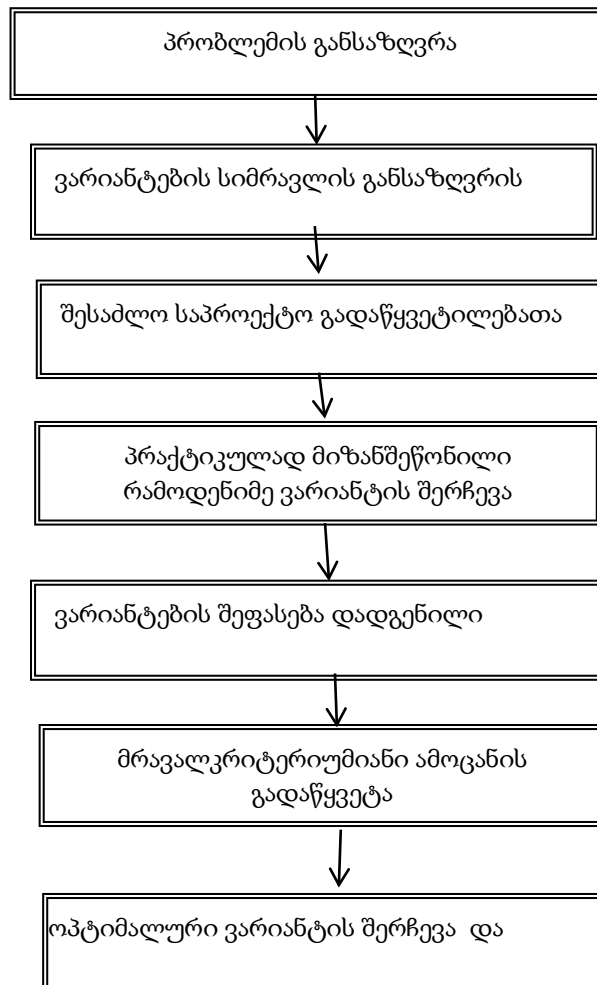 პრობლემის განსაზღვრა
ვარიანტების სიმრავლის განსაზღვრის
შესაძლო საპროექტო გადაწყვეტილებათა
პრაქტიკულად მიზანშეწონილი
რამოდენიმე ვარიანტის შერჩევა
ვარიანტების შეფასება დადგენილი
მრავალკრიტერიუმიანი ამოცანის
გადაწყვეტა
ოპტიმალური ვარიანტის შერჩევა და